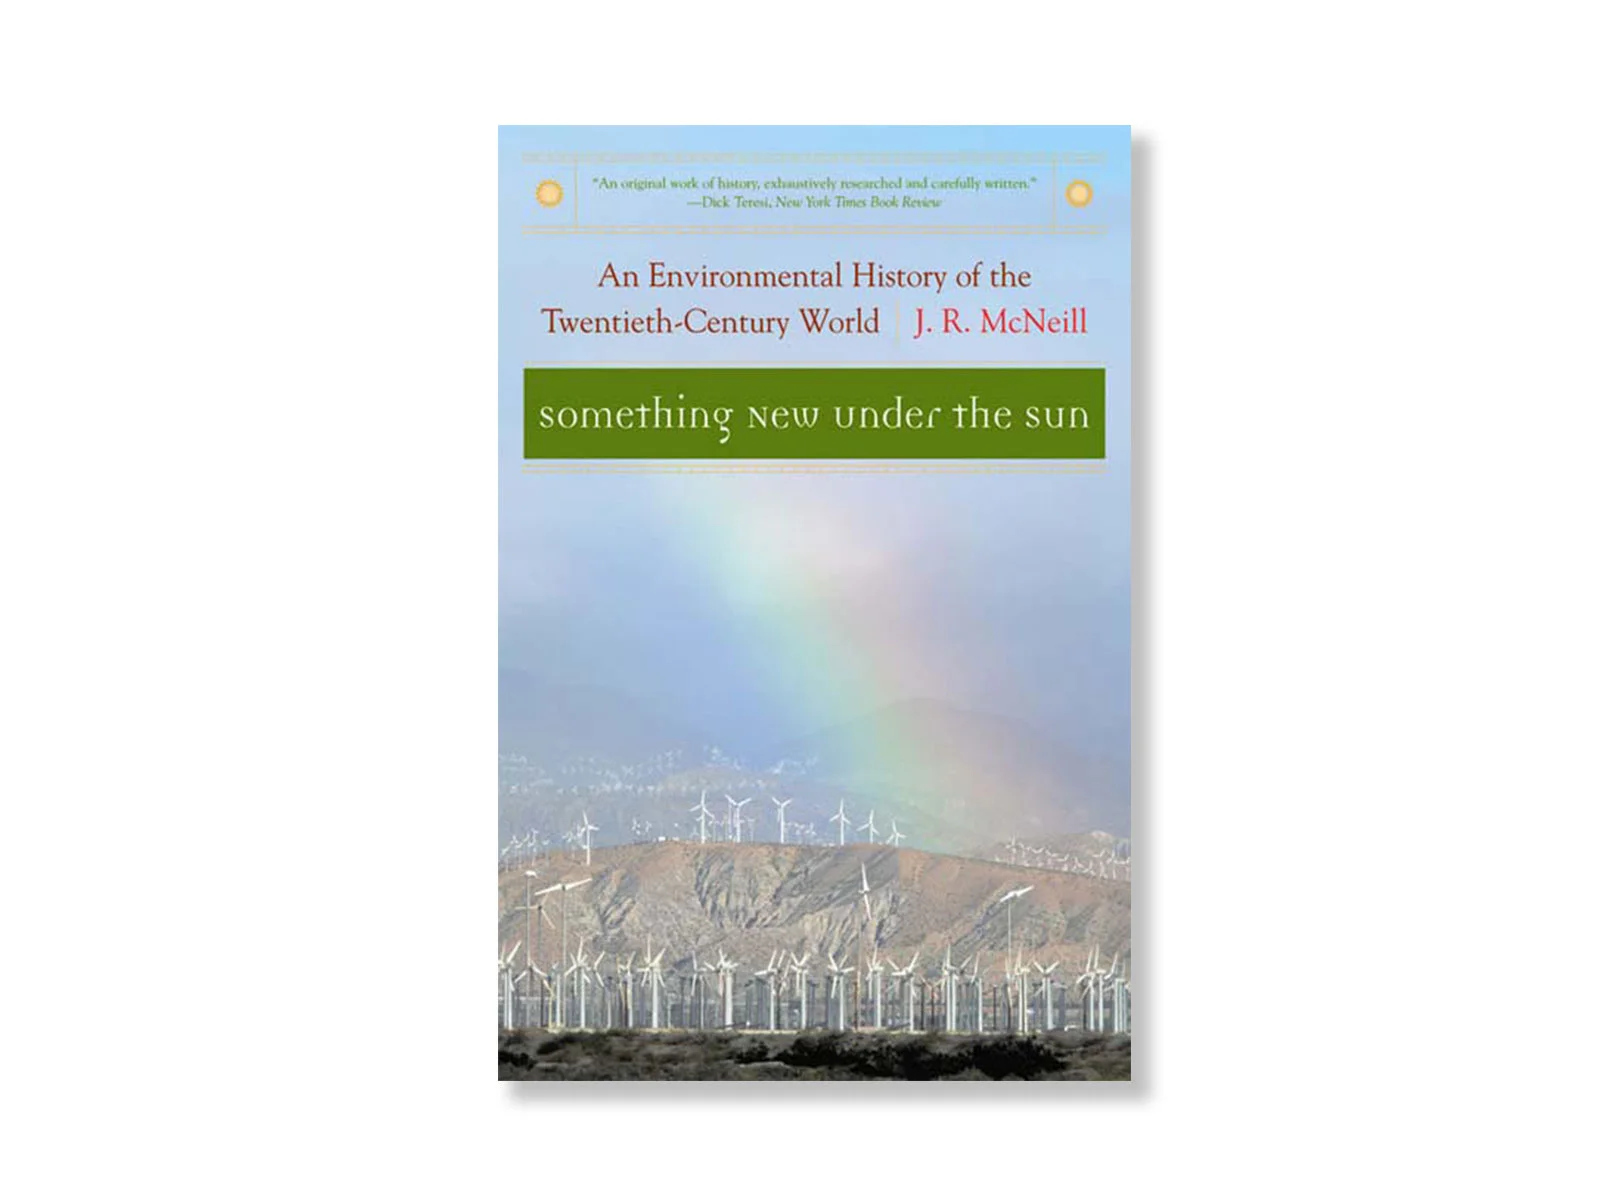 "An original work of history, exhaustively researched and carefully written."
—Dick Teresi, New York Times Book Review
An Environmental History of the
Twentieth-Century World | J. R. McNeill
something new under the sun